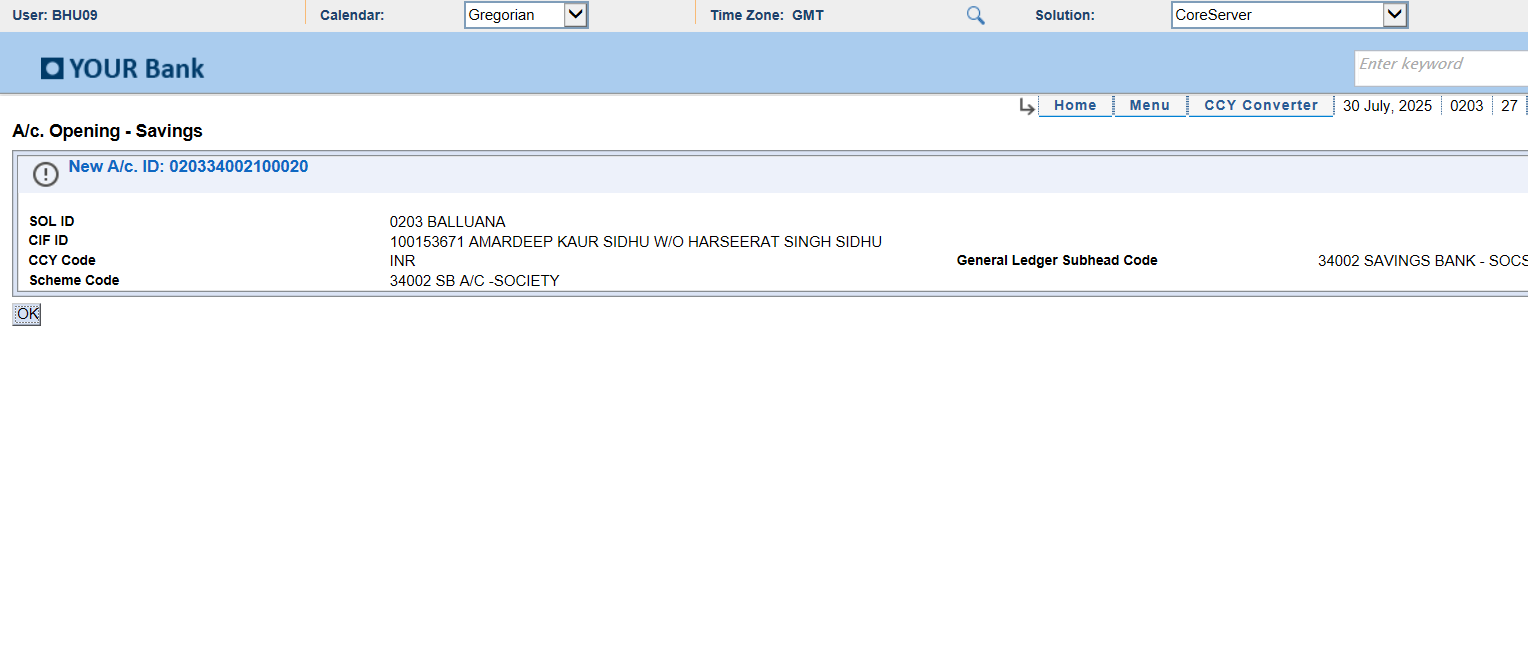 User: BHU09 Calendar: Gregorian Time Zone: GMT Solution: CoreServer
YOUR Bank Enter keyword
Home Menu CCY Converter 30 July, 2025 0203 27
A/c. Opening - Savings
New A/c. ID: 020334002100020
SOL ID 0203 BALLUANA
CIF ID 100153671 AMARDEEP KAUR SIDHU W/O HARSEERAT SINGH SIDHU
CCY Code INR General Ledger Subhead Code 34002 SAVINGS BANK - SOCS
Scheme Code 34002 SB A/C -SOCIETY
OK